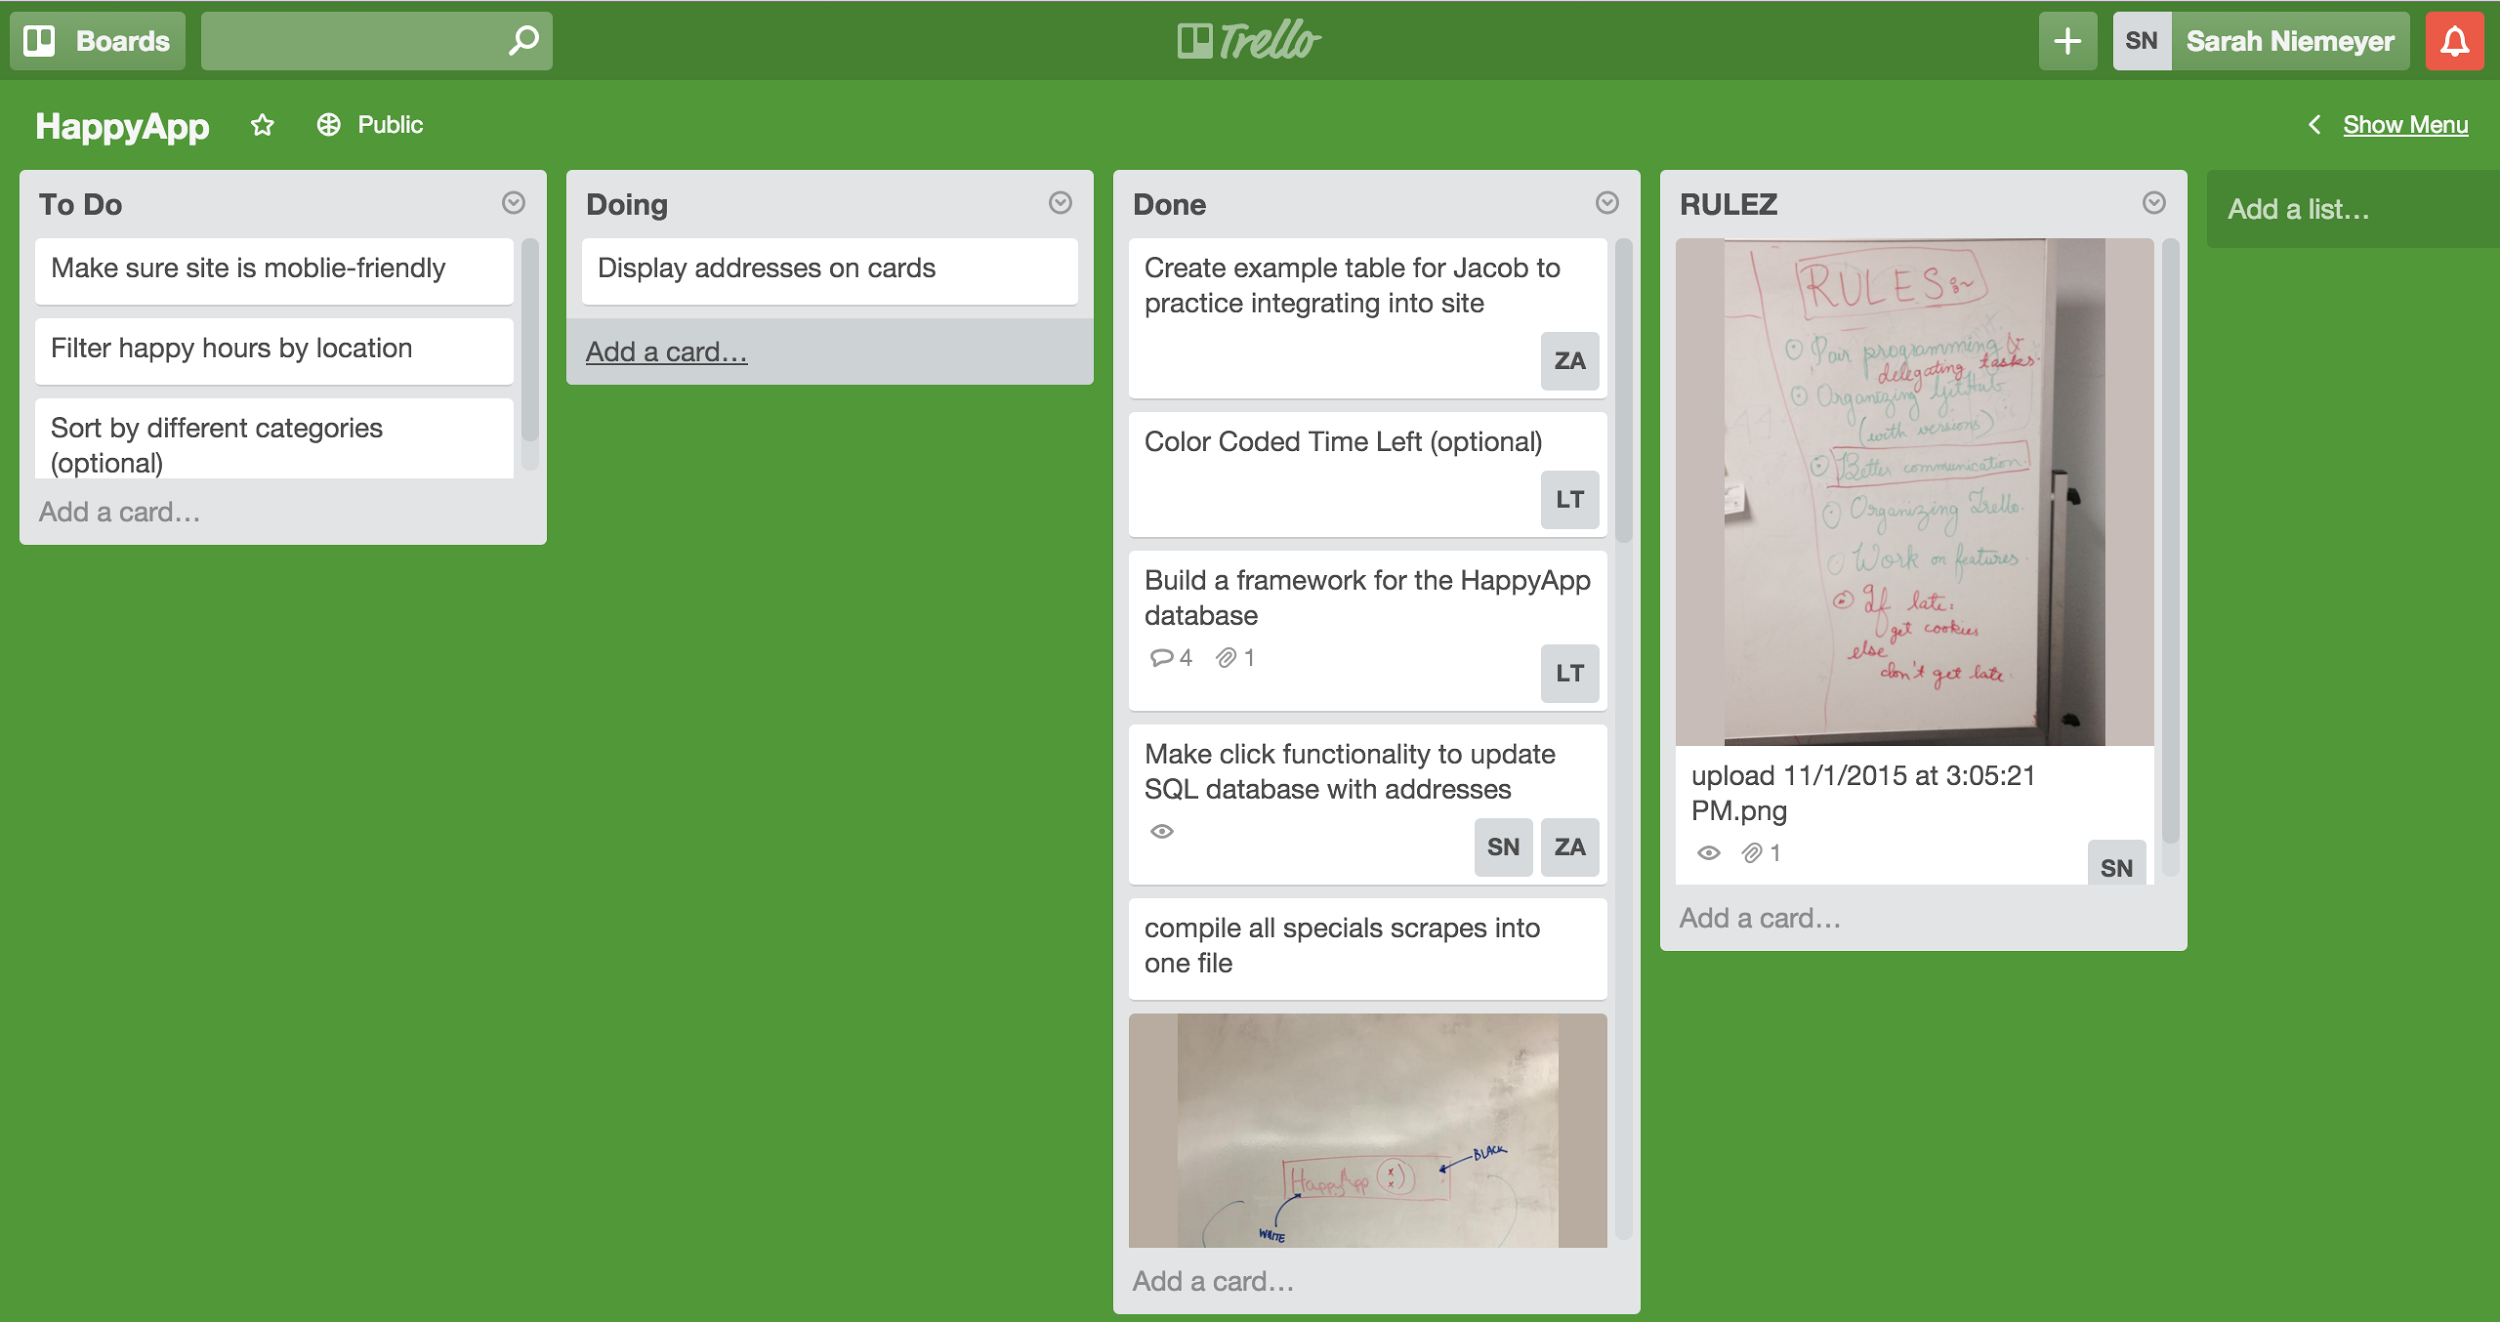 Boards
Trello
SN Sarah Niemeyer
HappyApp
Public
Show Menu
To Do
Make sure site is moblie-friendly
Filter happy hours by location
Sort by different categories
(optional)
Add a card...
Doing
Display addresses on cards
Add a card...
Done
Create example table for Jacob to
practice integrating into site
ZA
Color Coded Time Left (optional)
LT
Build a framework for the HappyApp
database
4 1
LT
Make click functionality to update
SQL database with addresses
SN ZA
compile all specials scrapes into
one file
BLACK
HappyApp
WHITE
Add a card...
RULEZ
RULES:~
Pair programming &
delegating tasks.
Organizing GitHub
(with versions)
Better communication.
Organizing Trello.
Work on features.
If late:
get cookies
else
don't get late.
upload 11/1/2015 at 3:05:21
PM.png
1
SN
Add a card...
Add a list...